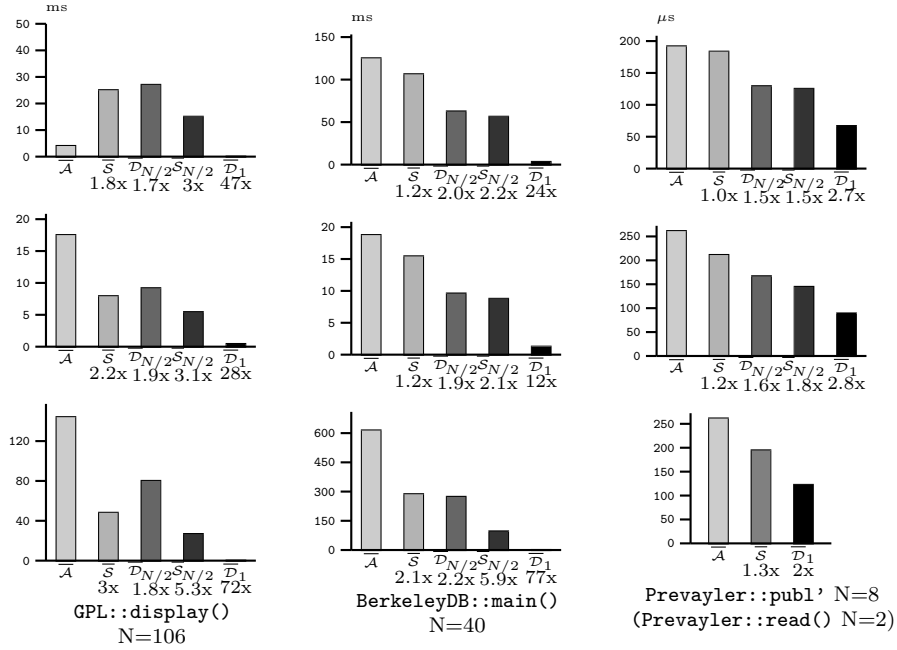 ms
50
40
30
20
10
0
A S D N/2 S N/2 D 1
1.8x 1.7x 3x 47x
ms
150
100
50
0
A S D N/2 S N/2 D 1
1.2x 2.0x 2.2x 24x
μs
200
150
100
50
0
A S D N/2 S N/2 D 1
1.0x 1.5x 1.5x 2.7x
20
15
10
5
0
A S D N/2 S N/2 D 1
2.2x 1.9x 3.1x 28x
20
15
10
5
0
A S D N/2 S N/2 D 1
1.2x 1.9x 2.1x 12x
250
200
150
100
50
0
A S D N/2 S N/2 D 1
1.2x 1.6x 1.8x 2.8x
120
80
40
0
A S D N/2 S N/2 D 1
3x 1.8x 5.3x 72x
GPL::display()
N=106
600
450
300
150
0
A S D N/2 S N/2 D 1
2.1x 2.2x 5.9x 77x
BerkeleyDB::main()
N=40
250
200
150
100
50
0
A S D 1
1.3x 2x
Prevayler::publ' N=8
(Prevayler::read() N=2)